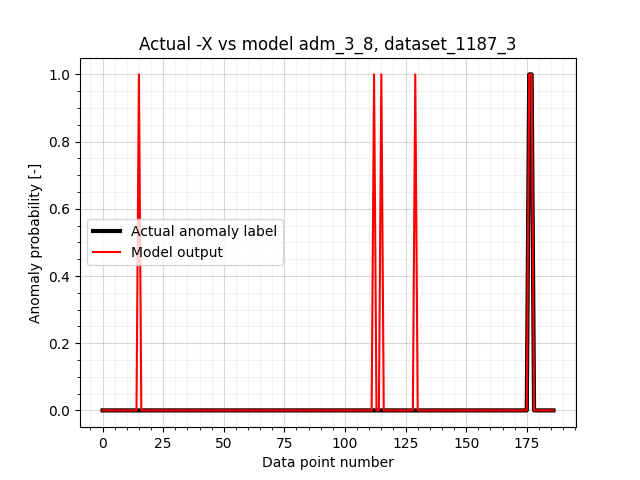 Actual -X vs model adm_3_8, dataset_1187_3
Anomaly probability [-]
1.0
0.8
0.6
0.4
0.2
0.0
Actual anomaly label
Model output
0 25 50 75 100 125 150 175
Data point number